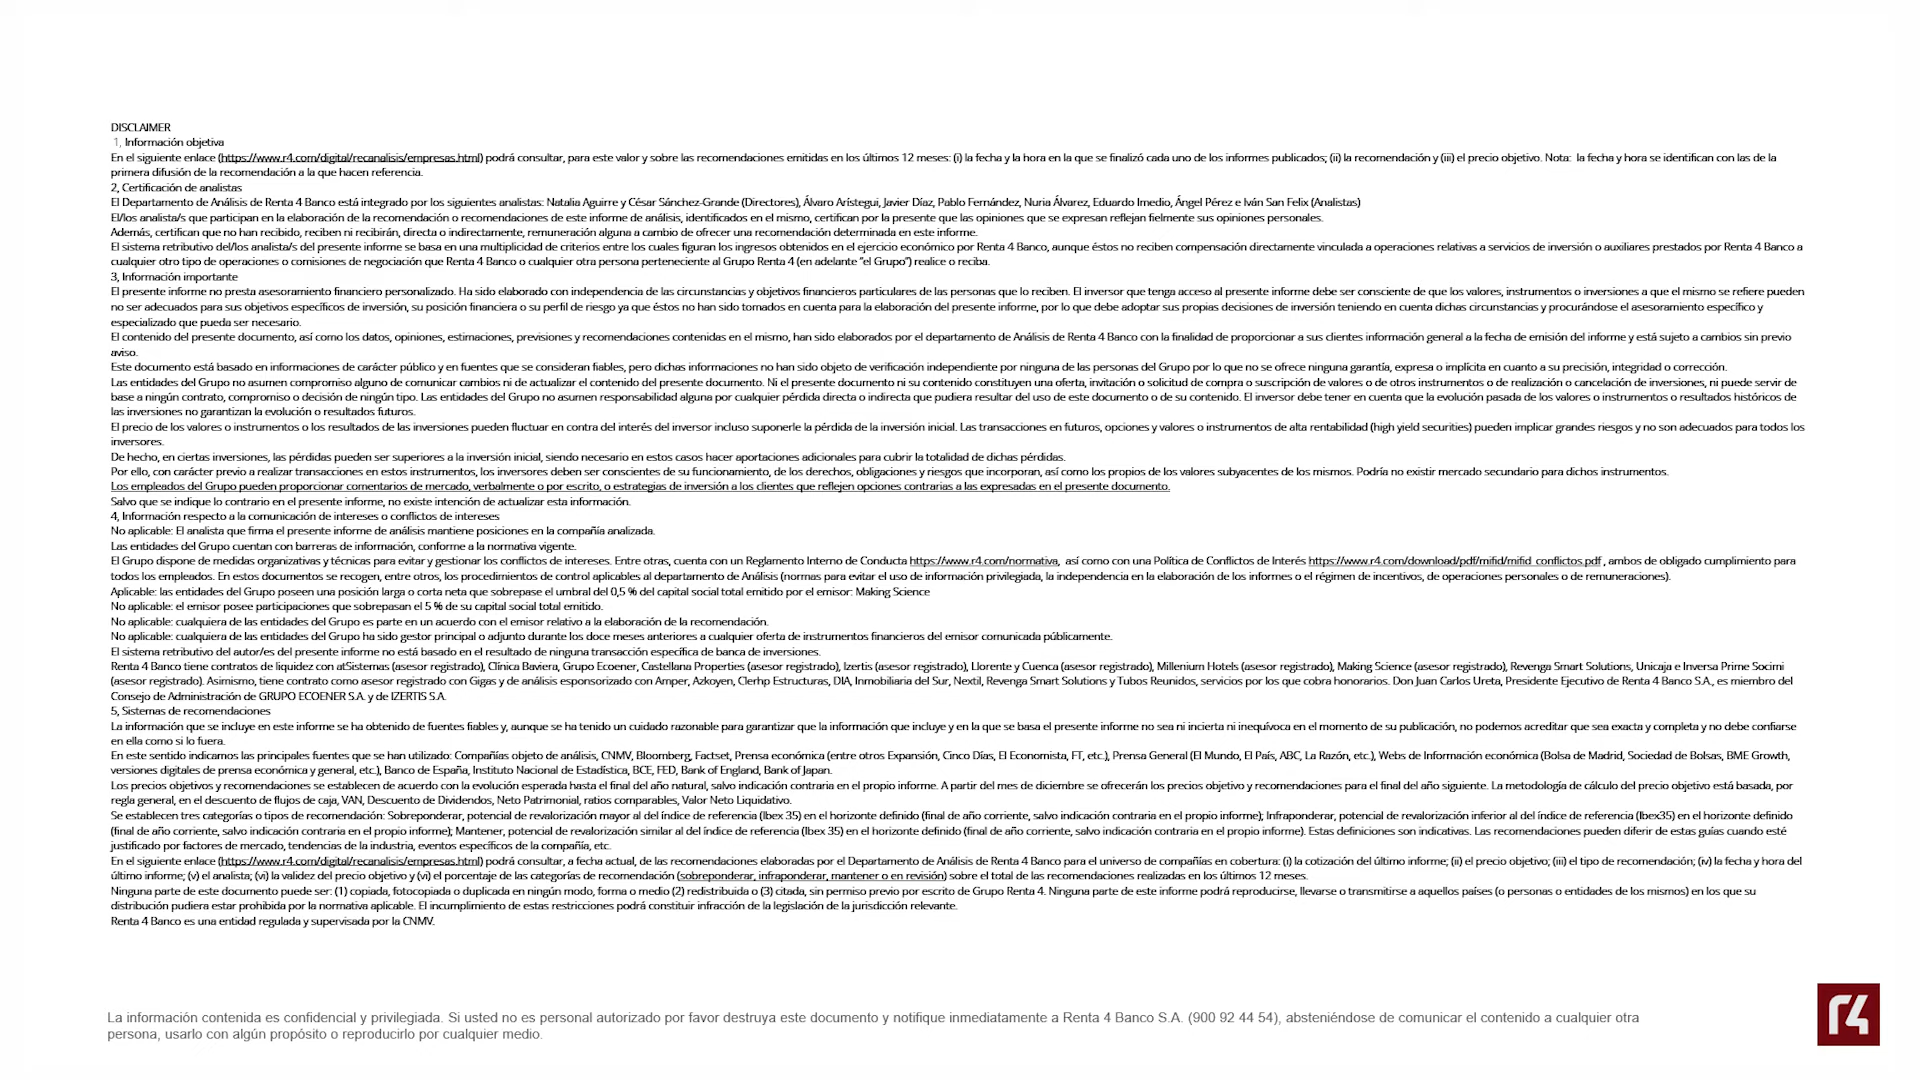 DISCLAIMER
1, Información objetiva
En el siguiente enlace (https://www.r4.com/digital/recanalisis/empresas.html) podrá consultar, para este valor y sobre las recomendaciones emitidas en los últimos 12 meses: (i) la fecha y la hora en la que se finalizó cada uno de los informes publicados; (ii) la recomendación y (iii) el precio objetivo. Nota: la fecha y hora se identifican con las de la
primera difusión de la recomendación a la que hacen referencia.
2, Certificación de analistas
El Departamento de Análisis de Renta 4 Banco está integrado por los siguientes analistas: Natalia Aguirre y César Sánchez-Grande (Directores), Álvaro Arístegui, Javier Díaz, Pablo Fernández, Nuria Álvarez, Eduardo Imedio, Ángel Pérez e Iván San Felix (Analistas)
El/los analista/s que participan en la elaboración de la recomendación o recomendaciones de este informe de análisis, identificados en el mismo, certifican por la presente que las opiniones que se expresan reflejan fielmente sus opiniones personales.
Además, certifican que no han recibido, reciben ni recibirán, directa o indirectamente, remuneración alguna a cambio de ofrecer una recomendación determinada en este informe.
El sistema retributivo del/los analista/s del presente informe se basa en una multiplicidad de criterios entre los cuales figuran los ingresos obtenidos en el ejercicio económico por Renta 4 Banco, aunque éstos no reciben compensación directamente vinculada a operaciones relativas a servicios de inversión o auxiliares prestados por Renta 4 Banco a
cualquier otro tipo de operaciones o comisiones de negociación que Renta 4 Banco o cualquier otra persona perteneciente al Grupo Renta 4 (en adelante "el Grupo") realice o reciba.
3, Información importante
El presente informe no presta asesoramiento financiero personalizado. Ha sido elaborado con independencia de las circunstancias y objetivos financieros particulares de las personas que lo reciben. El inversor que tenga acceso al presente informe debe ser consciente de que los valores, instrumentos o inversiones a que el mismo se refiere pueden
no ser adecuados para sus objetivos específicos de inversión, su posición financiera o su perfil de riesgo ya que éstos no han sido tomados en cuenta para la elaboración del presente informe, por lo que debe adoptar sus propias decisiones de inversión teniendo en cuenta dichas circunstancias y procurándose el asesoramiento específico y
especializado que pueda ser necesario.
El contenido del presente documento, así como los datos, opiniones, estimaciones, previsiones y recomendaciones contenidas en el mismo, han sido elaborados por el departamento de Análisis de Renta 4 Banco con la finalidad de proporcionar a sus clientes información general a la fecha de emisión del informe y está sujeto a cambios sin previo
aviso.
Este documento está basado en informaciones de carácter público y en fuentes que se consideran fiables, pero dichas informaciones no han sido objeto de verificación independiente por ninguna de las personas del Grupo por lo que no se ofrece ninguna garantía, expresa o implícita en cuanto a su precisión, integridad o corrección.
Las entidades del Grupo no asumen compromiso alguno de comunicar cambios ni de actualizar el contenido del presente documento. Ni el presente documento ni su contenido constituyen una oferta, invitación o solicitud de compra o suscripción de valores o de otros instrumentos o de realización o cancelación de inversiones, ni puede servir de
base a ningún contrato, compromiso o decisión de ningún tipo. Las entidades del Grupo no asumen responsabilidad alguna por cualquier pérdida directa o indirecta que pudiera resultar del uso de este documento o de su contenido. El inversor debe tener en cuenta que la evolución pasada de los valores o instrumentos o resultados históricos de
las inversiones no garantizan la evolución o resultados futuros.
El precio de los valores o instrumentos o los resultados de las inversiones pueden fluctuar en contra del interés del inversor incluso suponerle la pérdida de la inversión inicial. Las transacciones en futuros, opciones y valores o instrumentos de alta rentabilidad (high yield securities) pueden implicar grandes riesgos y no son adecuados para todos los
inversores.
De hecho, en ciertas inversiones, las pérdidas pueden ser superiores a la inversión inicial, siendo necesario en estos casos hacer aportaciones adicionales para cubrir la totalidad de dichas pérdidas.
Por ello, con carácter previo a realizar transacciones en estos instrumentos, los inversores deben ser conscientes de su funcionamiento, de los derechos, obligaciones y riesgos que incorporan, así como los propios de los valores subyacentes de los mismos. Podría no existir mercado secundario para dichos instrumentos.
Los empleados del Grupo pueden proporcionar comentarios de mercado, verbalmente o por escrito, o estrategias de inversión a los clientes que reflejen opciones contrarias a las expresadas en el presente documento.
Salvo que se indique lo contrario en el presente informe, no existe intención de actualizar esta información.
4, Información respecto a la comunicación de intereses o conflictos de intereses
No aplicable: El analista que firma el presente informe de análisis mantiene posiciones en la compañía analizada.
Las entidades del Grupo cuentan con barreras de información, conforme a la normativa vigente.
El Grupo dispone de medidas organizativas y técnicas para evitar y gestionar los conflictos de intereses. Entre otras, cuenta con un Reglamento Interno de Conducta https://www.r4.com/normativa, así como con una Política de Conflictos de Interés https://www.r4.com/download/pdf/mifid/mifid_conflictos.pdf , ambos de obligado cumplimiento para
todos los empleados. En estos documentos se recogen, entre otros, los procedimientos de control aplicables al departamento de Análisis (normas para evitar el uso de información privilegiada, la independencia en la elaboración de los informes o el régimen de incentivos, de operaciones personales o de remuneraciones).
Aplicable: las entidades del Grupo poseen una posición larga o corta neta que sobrepase el umbral del 0,5 % del capital social total emitido por el emisor: Making Science
No aplicable: el emisor posee participaciones que sobrepasan el 5 % de su capital social total emitido.
No aplicable: cualquiera de las entidades del Grupo es parte en un acuerdo con el emisor relativo a la elaboración de la recomendación.
No aplicable: cualquiera de las entidades del Grupo ha sido gestor principal o adjunto durante los doce meses anteriores a cualquier oferta de instrumentos financieros del emisor comunicada públicamente.
El sistema retributivo del autor/es del presente informe no está basado en el resultado de ninguna transacción específica de banca de inversiones.
Renta 4 Banco tiene contratos de liquidez con atSistemas (asesor registrado), Clínica Baviera, Grupo Ecoener, Castellana Properties (asesor registrado), Izertis (asesor registrado), Llorente y Cuenca (asesor registrado), Millenium Hotels (asesor registrado), Making Science (asesor registrado), Revenga Smart Solutions, Unicaja e Inversa Prime Socimi
(asesor registrado). Asimismo, tiene contrato como asesor registrado con Gigas y de análisis esponsorizado con Amper, Azkoyen, Clerhp Estructuras, DIA, Inmobiliaria del Sur, Nextil, Revenga Smart Solutions y Tubos Reunidos, servicios por los que cobra honorarios. Don Juan Carlos Ureta, Presidente Ejecutivo de Renta 4 Banco S.A., es miembro del
Consejo de Administración de GRUPO ECOENER S.A. y de IZERTIS S.A.
5, Sistemas de recomendaciones
La información que se incluye en este informe se ha obtenido de fuentes fiables y, aunque se ha tenido un cuidado razonable para garantizar que la información que incluye y en la que se basa el presente informe no sea ni incierta ni inequívoca en el momento de su publicación, no podemos acreditar que sea exacta y completa y no debe confiarse
en ella como si lo fuera.
En este sentido indicamos las principales fuentes que se han utilizado: Compañías objeto de análisis, CNMV, Bloomberg, Factset, Prensa económica (entre otros Expansión, Cinco Días, El Economista, FT, etc.), Prensa General (El Mundo, El País, ABC, La Razón, etc.), Webs de Información económica (Bolsa de Madrid, Sociedad de Bolsas, BME Growth,
versiones digitales de prensa económica y general, etc.), Banco de España, Instituto Nacional de Estadística, BCE, FED, Bank of England, Bank of Japan.
Los precios objetivos y recomendaciones se establecen de acuerdo con la evolución esperada hasta el final del año natural, salvo indicación contraria en el propio informe. A partir del mes de diciembre se ofrecerán los precios objetivo y recomendaciones para el final del año siguiente. La metodología de cálculo del precio objetivo está basada, por
regla general, en el descuento de flujos de caja, VAN, Descuento de Dividendos, Neto Patrimonial, ratios comparables, Valor Neto Liquidativo.
Se establecen tres categorías o tipos de recomendación: Sobreponderar, potencial de revalorización mayor al del índice de referencia (Ibex 35) en el horizonte definido (final de año corriente, salvo indicación contraria en el propio informe); Infraponderar, potencial de revalorización inferior al del índice de referencia (Ibex35) en el horizonte definido
(final de año corriente, salvo indicación contraria en el propio informe); Mantener, potencial de revalorización similar al del índice de referencia (Ibex 35) en el horizonte definido (final de año corriente, salvo indicación contraria en el propio informe). Estas definiciones son indicativas. Las recomendaciones pueden diferir de estas guías cuando esté
justificado por factores de mercado, tendencias de la industria, eventos específicos de la compañía, etc.
En el siguiente enlace (https://www.r4.com/digital/recanalisis/empresas.html) podrá consultar, a fecha actual, de las recomendaciones elaboradas por el Departamento de Análisis de Renta 4 Banco para el universo de compañías en cobertura: (i) la cotización del último informe; (ii) el precio objetivo; (iii) el tipo de recomendación; (iv) la fecha y hora del
último informe; (v) el analista; (vi) la validez del precio objetivo y (vi) el porcentaje de las categorías de recomendación (sobreponderar, infraponderar, mantener o en revisión) sobre el total de las recomendaciones realizadas en los últimos 12 meses.
Ninguna parte de este documento puede ser: (1) copiada, fotocopiada o duplicada en ningún modo, forma o medio (2) redistribuida o (3) citada, sin permiso previo por escrito de Grupo Renta 4. Ninguna parte de este informe podrá reproducirse, llevarse o transmitirse a aquellos países (o personas o entidades de los mismos) en los que su
distribución pudiera estar prohibida por la normativa aplicable. El incumplimiento de estas restricciones podrá constituir infracción de la legislación de la jurisdicción relevante.
Renta 4 Banco es una entidad regulada y supervisada por la CNMV.
La información contenida es confidencial y privilegiada. Si usted no es personal autorizado por favor destruya este documento y notifique inmediatamente a Renta 4 Banco S.A. (900 92 44 54), absteniéndose de comunicar el contenido a cualquier otra
persona, usarlo con algún propósito o reproducirlo por cualquier medio.
r4